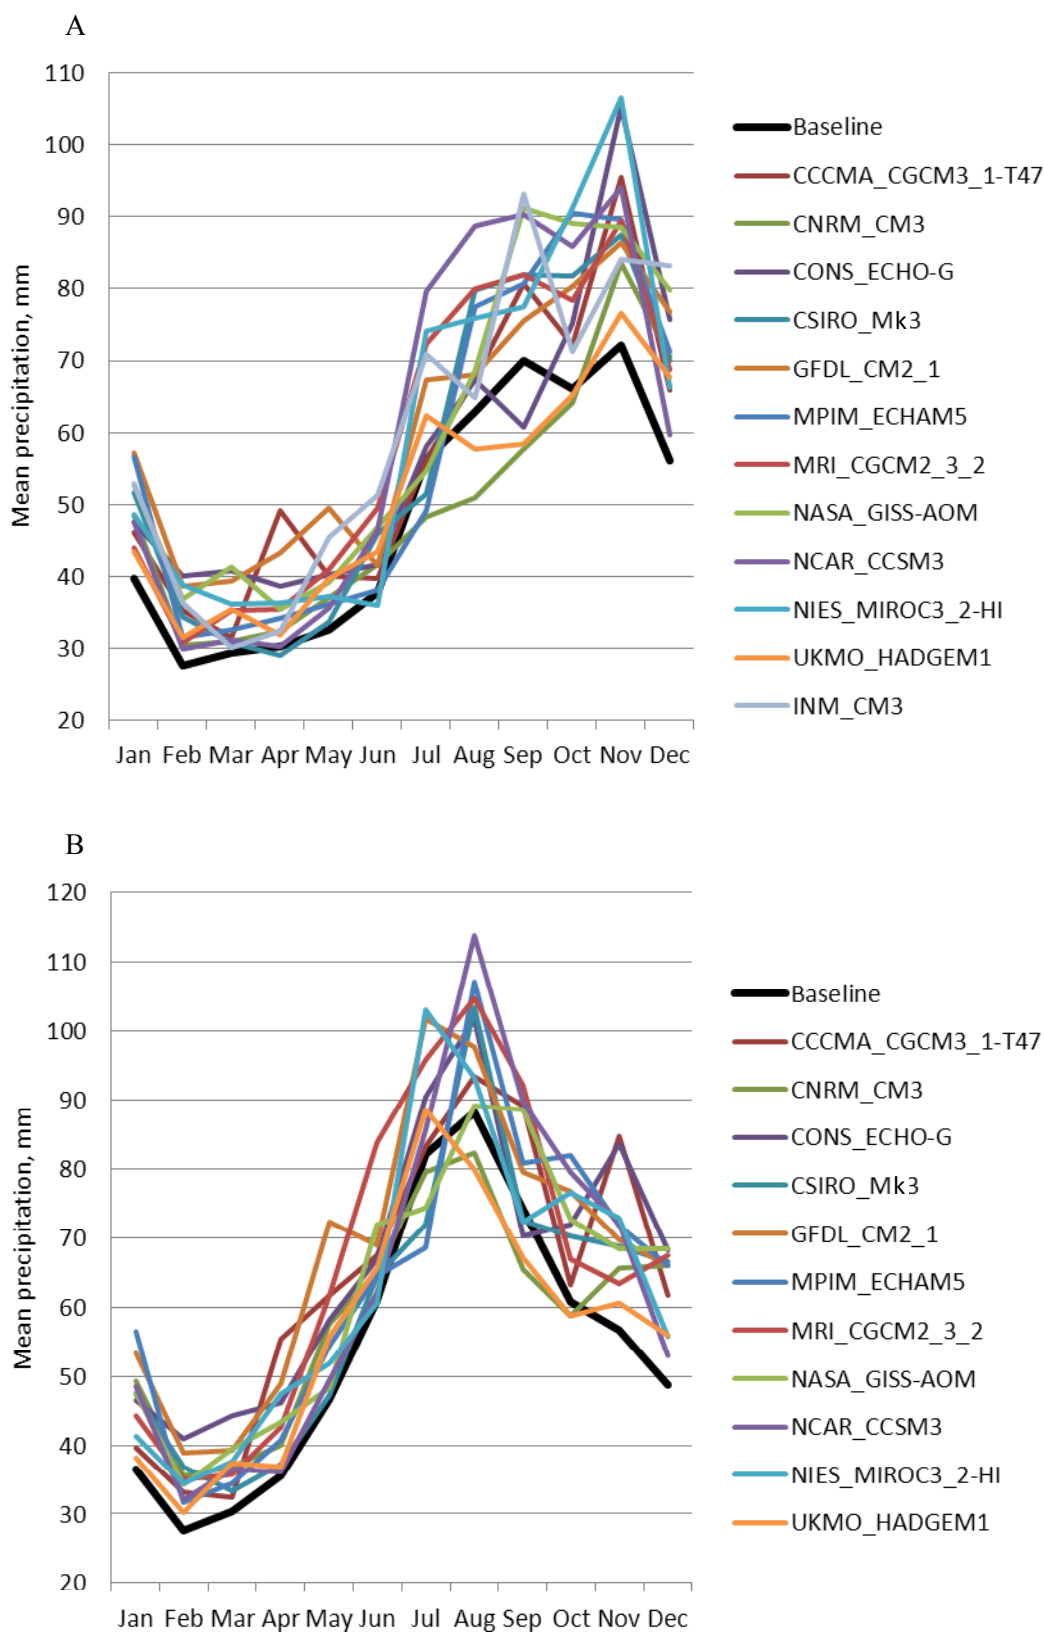 A
110
100
90
80
70
60
50
40
30
20
Mean precipitation, mm
Jan Feb Mar Apr May Jun Jul Aug Sep Oct Nov Dec
Baseline
CCCMA_CGCM3_1-T47
CNRM_CM3
CONS_ECHO-G
CSIRO_Mk3
GFDL_CM2_1
MPIM_ECHAM5
MRI_CGCM2_3_2
NASA_GISS-AOM
NCAR_CCSM3
NIES_MIROC3_2-HI
UKMO_HADGEM1
INM_CM3
B
120
110
100
90
80
70
60
50
40
30
20
Mean precipitation, mm
Jan Feb Mar Apr May Jun Jul Aug Sep Oct Nov Dec
Baseline
CCCMA_CGCM3_1-T47
CNRM_CM3
CONS_ECHO-G
CSIRO_Mk3
GFDL_CM2_1
MPIM_ECHAM5
MRI_CGCM2_3_2
NASA_GISS-AOM
NCAR_CCSM3
NIES_MIROC3_2-HI
UKMO_HADGEM1